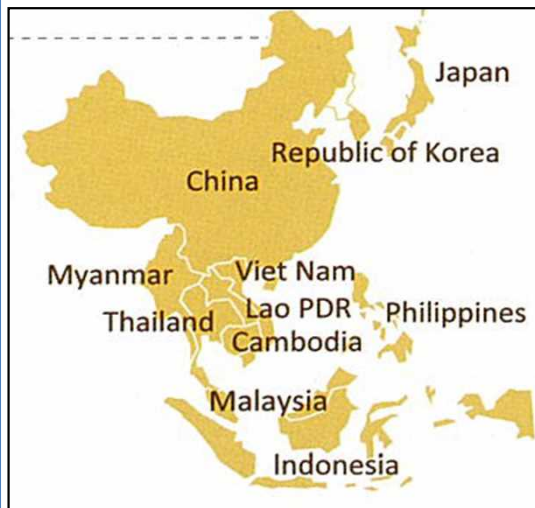 Japan
Republic of Korea
China
Myanmar
Viet Nam
Lao PDR
Philippines
Thailand
Cambodia
Malaysia
Indonesia